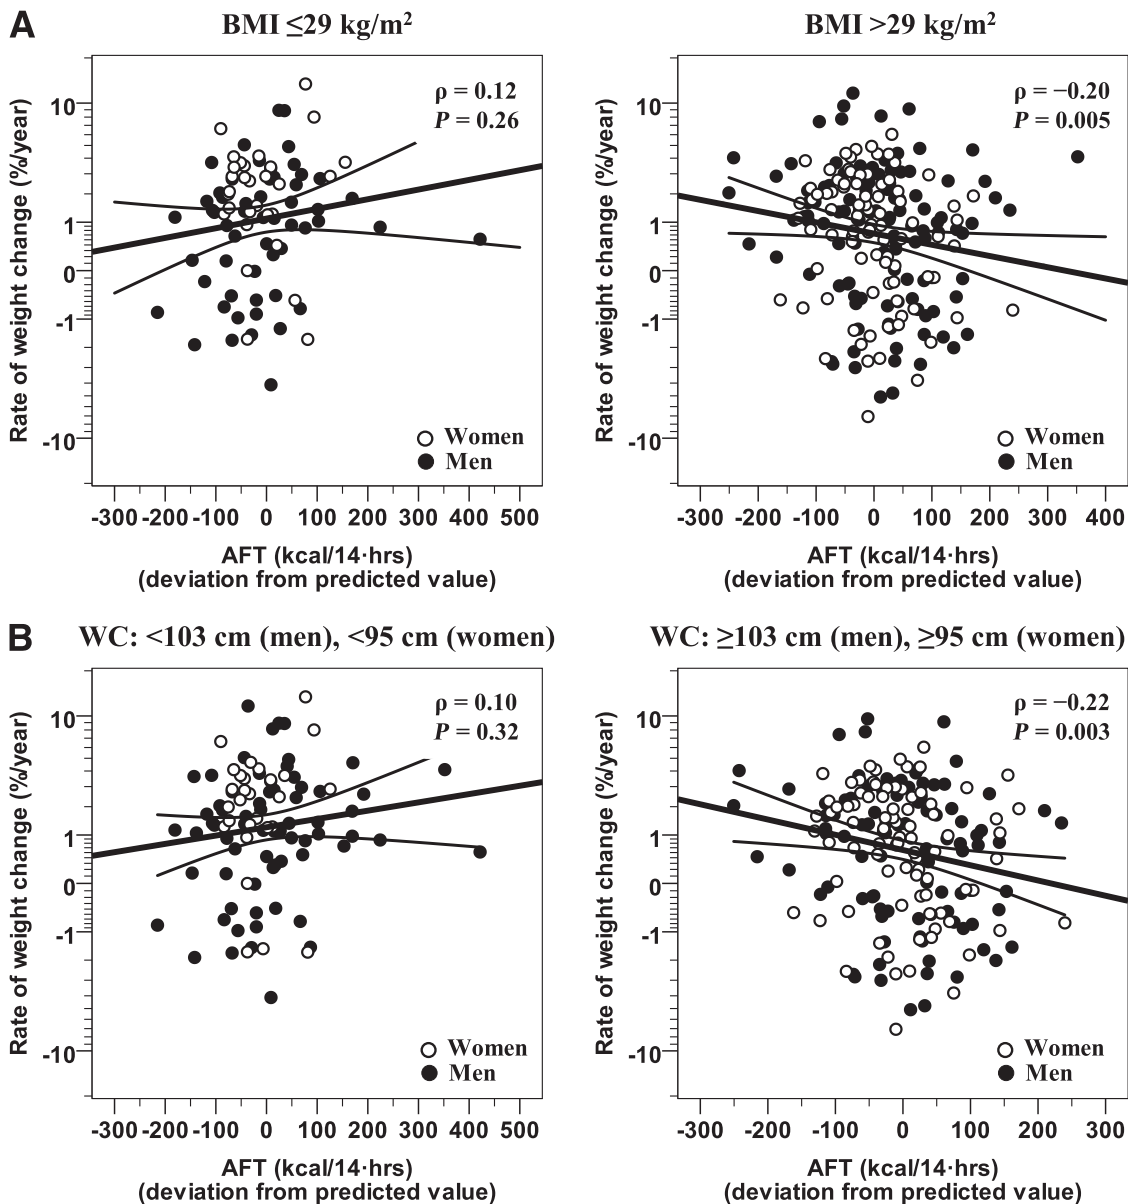 A
BMI ≤29 kg/m²
BMI >29 kg/m²
Rate of weight change (%/year)
10
1
0
-1
-10
ρ = 0.12
P = 0.26
Women
Men
-300 -200 -100 0 100 200 300 400 500
AFT (kcal/14·hrs)
(deviation from predicted value)
Rate of weight change (%/year)
10
1
0
-1
-10
ρ = −0.20
P = 0.005
Women
Men
-300 -200 -100 0 100 200 300 400
AFT (kcal/14·hrs)
(deviation from predicted value)
B
WC: <103 cm (men), <95 cm (women)
WC: ≥103 cm (men), ≥95 cm (women)
Rate of weight change (%/year)
10
1
0
-1
-10
ρ = 0.10
P = 0.32
Women
Men
-300 -200 -100 0 100 200 300 400 500
AFT (kcal/14·hrs)
(deviation from predicted value)
Rate of weight change (%/year)
10
1
0
-1
-10
ρ = −0.22
P = 0.003
Women
Men
-300 -200 -100 0 100 200 300
AFT (kcal/14·hrs)
(deviation from predicted value)